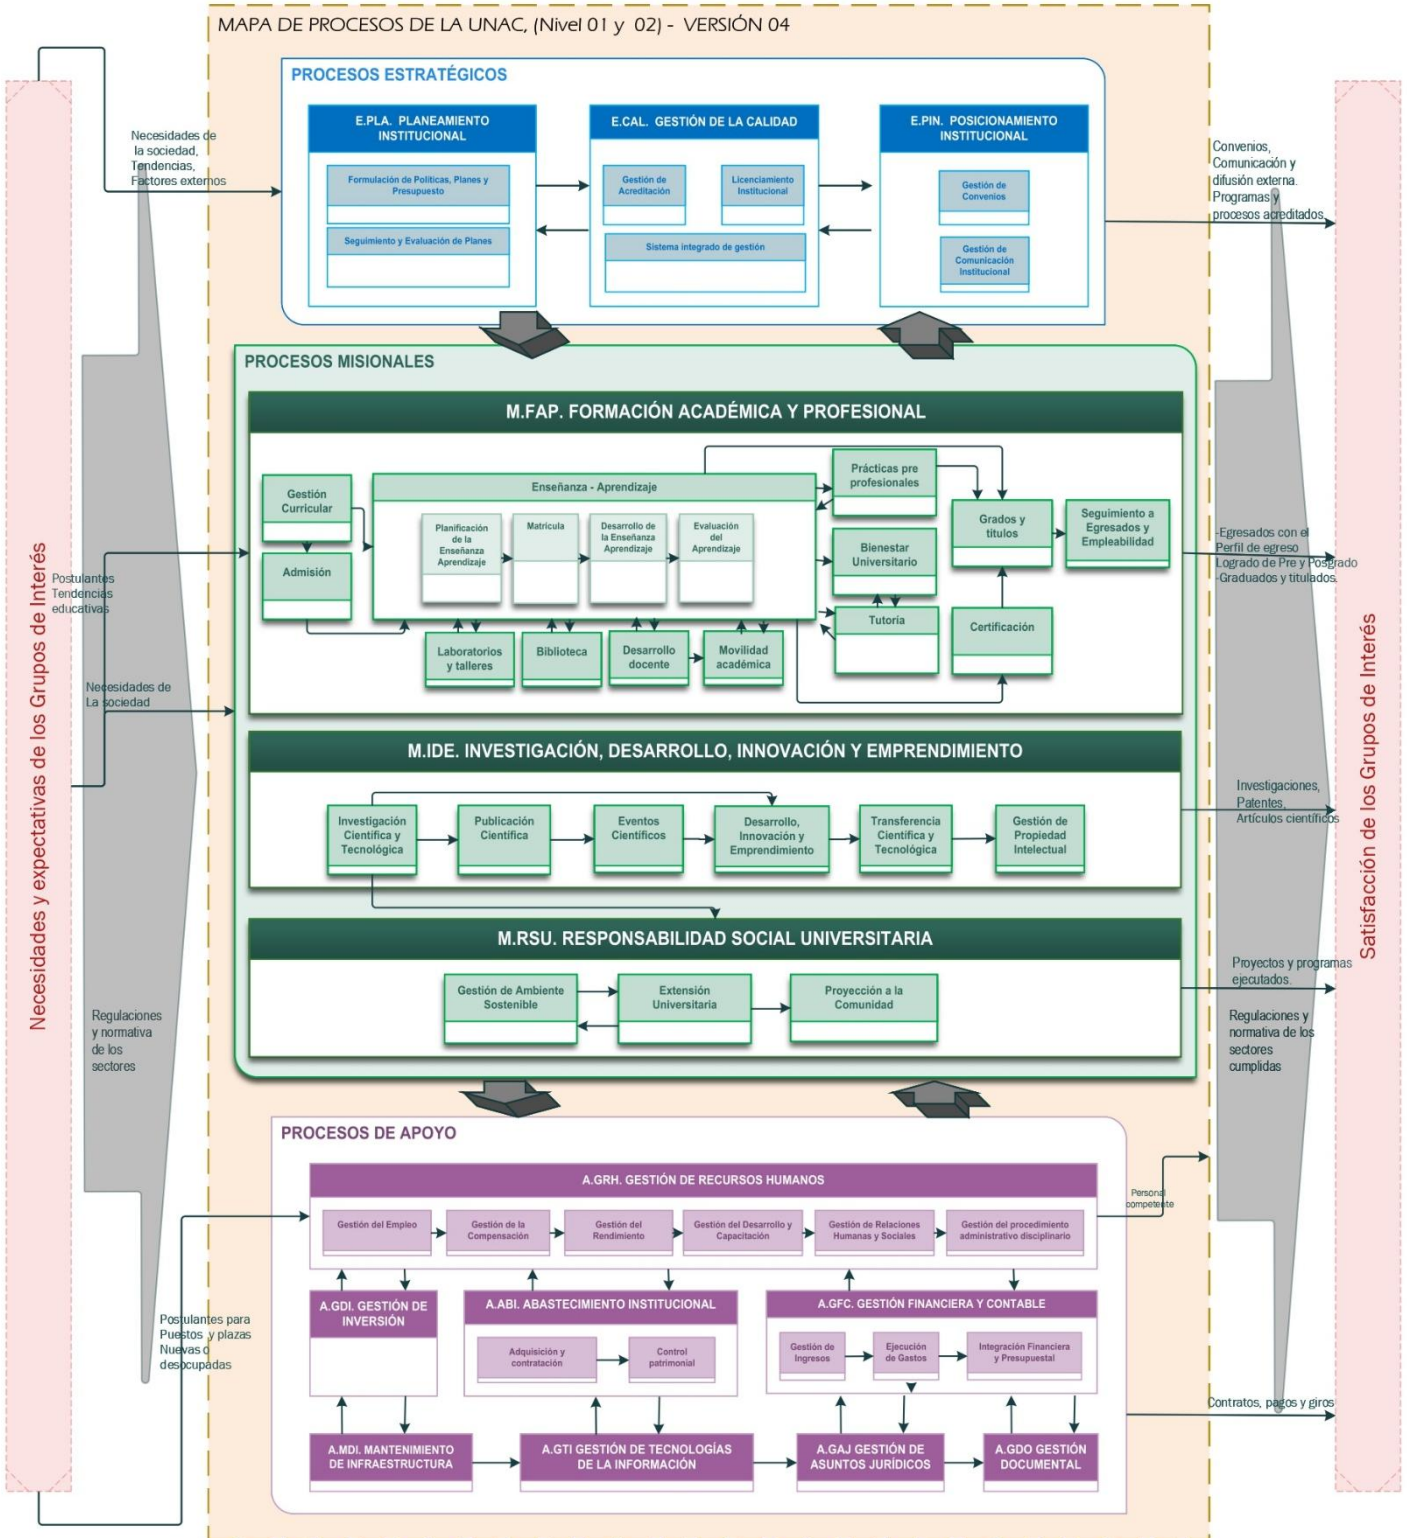 MAPA DE PROCESOS DE LA UNAC, (Nivel 01 y 02) - VERSIÓN 04
Necesidades y expectativas de los Grupos de Interés
Necesidades de
la sociedad,
Tendencias,
Factores externos
Postulantes
Tendencias
educativas
Necesidades de
La sociedad
Regulaciones
y normativa
de los
sectores
Postulantes para
Puestos y plazas
Nuevas o
desocupadas
PROCESOS ESTRATÉGICOS
E.PLA. PLANEAMIENTO
INSTITUCIONAL
Formulación de Políticas, Planes y
Presupuesto
Seguimiento y Evaluación de Planes
E.CAL. GESTIÓN DE LA CALIDAD
Gestión de
Acreditación
Licenciamiento
Institucional
Sistema integrado de gestión
E.PIN. POSICIONAMIENTO
INSTITUCIONAL
Gestión de
Convenios
Gestión de
Comunicación
Institucional
PROCESOS MISIONALES
M.FAP. FORMACIÓN ACADÉMICA Y PROFESIONAL
Gestión
Curricular
Admisión
Enseñanza - Aprendizaje
Planificación
de la
Enseñanza
Aprendizaje
Matrícula
Desarrollo de
la Enseñanza
Aprendizaje
Evaluación
del
Aprendizaje
Laboratorios
y talleres
Biblioteca
Desarrollo
docente
Movilidad
académica
Prácticas pre
profesionales
Bienestar
Universitario
Tutoría
Grados y
títulos
Certificación
Seguimiento a
Egresados y
Empleabilidad
M.IDE. INVESTIGACIÓN, DESARROLLO, INNOVACIÓN Y EMPRENDIMIENTO
Investigación
Científica y
Tecnológica
Publicación
Científica
Eventos
Científicos
Desarrollo,
Innovación y
Emprendimiento
Transferencia
Científica y
Tecnológica
Gestión de
Propiedad
Intelectual
M.RSU. RESPONSABILIDAD SOCIAL UNIVERSITARIA
Gestión de Ambiente
Sostenible
Extensión
Universitaria
Proyección a la
Comunidad
PROCESOS DE APOYO
A.GRH. GESTIÓN DE RECURSOS HUMANOS
Gestión del Empleo
Gestión de la
Compensación
Gestión del
Rendimiento
Gestión del Desarrollo y
Capacitación
Gestión de Relaciones
Humanas y Sociales
Gestión del procedimiento
administrativo disciplinario
Personal
competente
A.GDI. GESTIÓN DE
INVERSIÓN
A.ABI. ABASTECIMIENTO INSTITUCIONAL
Adquisición y
contratación
Control
patrimonial
A.GFC. GESTIÓN FINANCIERA Y CONTABLE
Gestión de
Ingresos
Ejecución
de Gastos
Integración Financiera
y Presupuestal
A.MDI. MANTENIMIENTO
DE INFRAESTRUCTURA
A.GTI GESTIÓN DE TECNOLOGÍAS
DE LA INFORMACIÓN
A.GAJ GESTIÓN DE
ASUNTOS JURÍDICOS
A.GDO GESTIÓN
DOCUMENTAL
Convenios,
Comunicación y
difusión externa.
Programas y
procesos acreditados
-Egresados con el
Perfil de egreso
Logrado de Pre y Posgrado
-Graduados y titulados.
Investigaciones,
Patentes,
Artículos científicos
Proyectos y programas
ejecutados.
Regulaciones y
normativa de los
sectores
cumplidas
Contratos, pagos y giros
Satisfacción de los Grupos de Interés